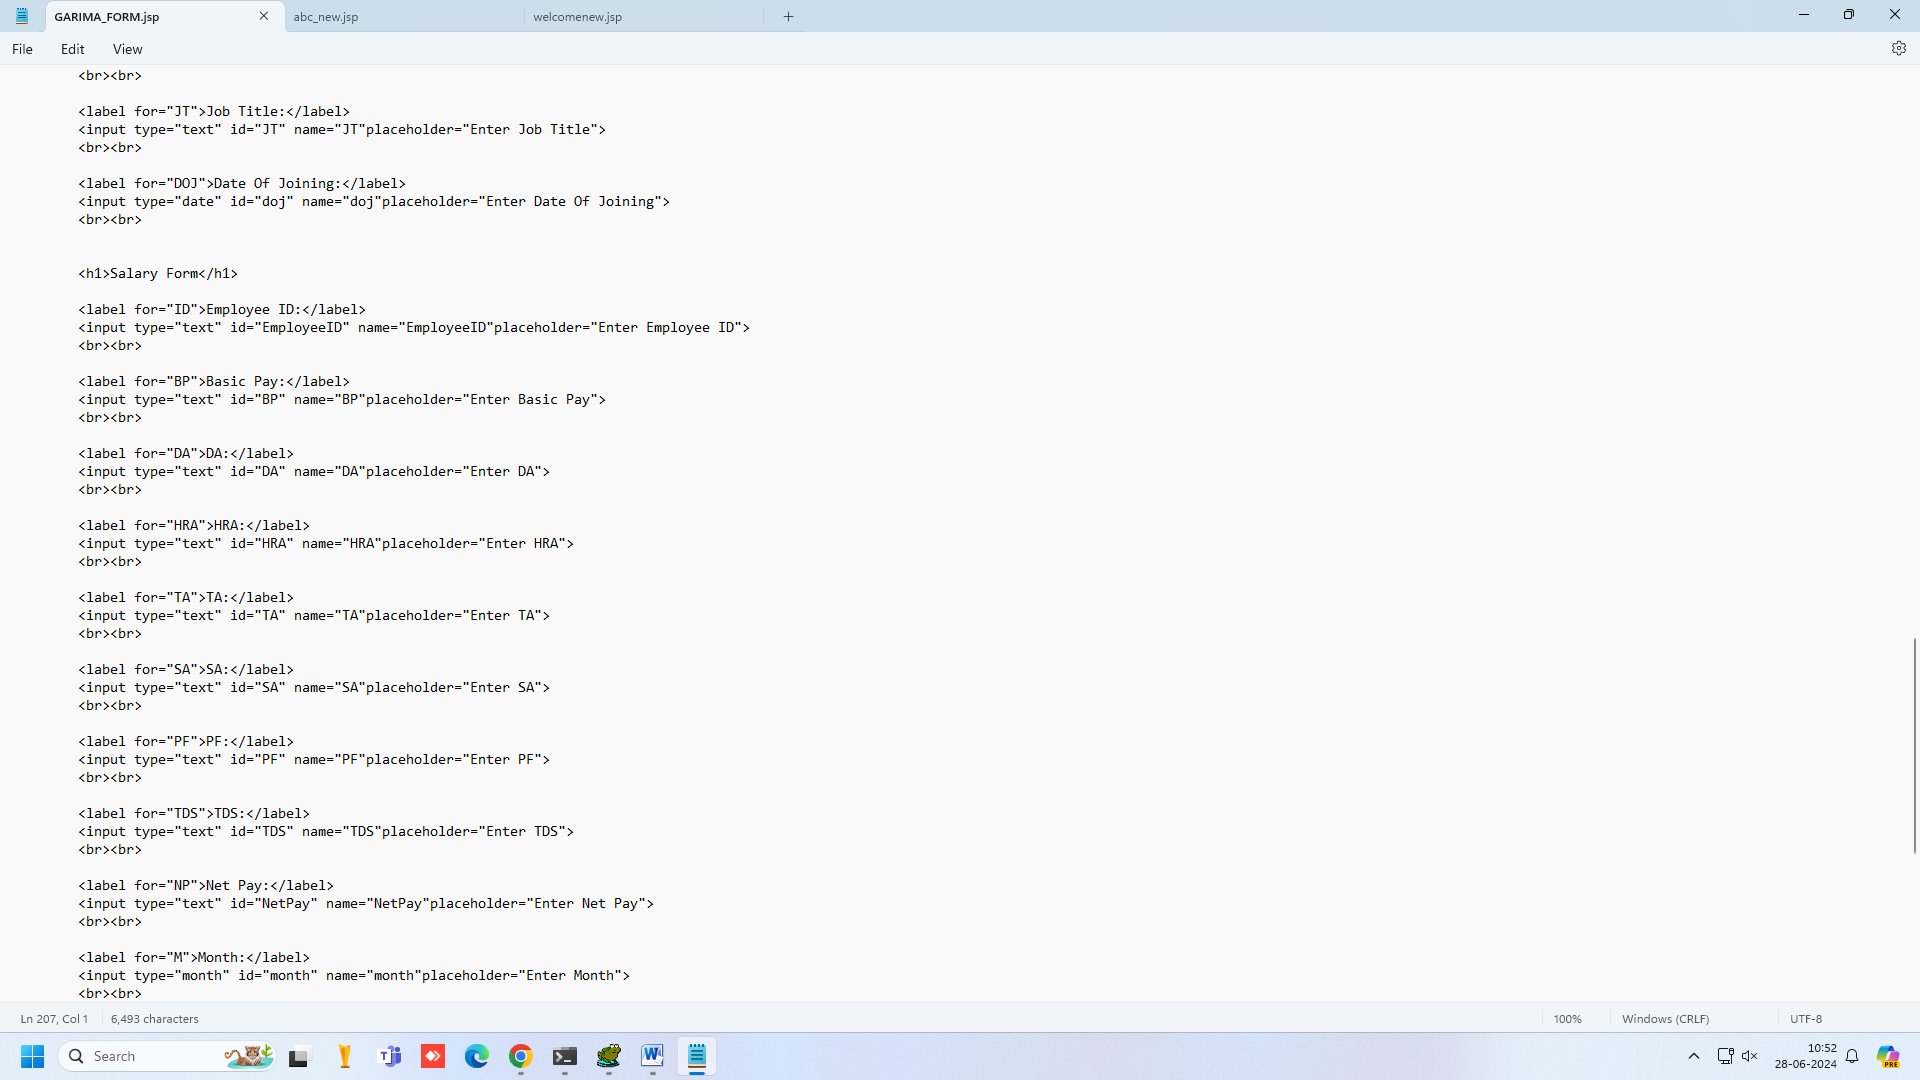 GARIMA_FORM.jsp
abc_new.jsp
welcomenew.jsp
File Edit View
<br><br>
<label for="JT">Job Title:</label>
<input type="text" id="JT" name="JT"placeholder="Enter Job Title">
<br><br>
<label for="DOJ">Date Of Joining:</label>
<input type="date" id="doj" name="doj"placeholder="Enter Date Of Joining">
<br><br>
<h1>Salary Form</h1>
<label for="ID">Employee ID:</label>
<input type="text" id="EmployeeID" name="EmployeeID"placeholder="Enter Employee ID">
<br><br>
<label for="BP">Basic Pay:</label>
<input type="text" id="BP" name="BP"placeholder="Enter Basic Pay">
<br><br>
<label for="DA">DA:</label>
<input type="text" id="DA" name="DA"placeholder="Enter DA">
<br><br>
<label for="HRA">HRA:</label>
<input type="text" id="HRA" name="HRA"placeholder="Enter HRA">
<br><br>
<label for="TA">TA:</label>
<input type="text" id="TA" name="TA"placeholder="Enter TA">
<br><br>
<label for="SA">SA:</label>
<input type="text" id="SA" name="SA"placeholder="Enter SA">
<br><br>
<label for="PF">PF:</label>
<input type="text" id="PF" name="PF"placeholder="Enter PF">
<br><br>
<label for="TDS">TDS:</label>
<input type="text" id="TDS" name="TDS"placeholder="Enter TDS">
<br><br>
<label for="NP">Net Pay:</label>
<input type="text" id="NetPay" name="NetPay"placeholder="Enter Net Pay">
<br><br>
<label for="M">Month:</label>
<input type="month" id="month" name="month"placeholder="Enter Month">
<br><br>
Ln 207, Col 1
6,493 characters
100%
Windows (CRLF)
UTF-8
Search
10:52
28-06-2024
PRE